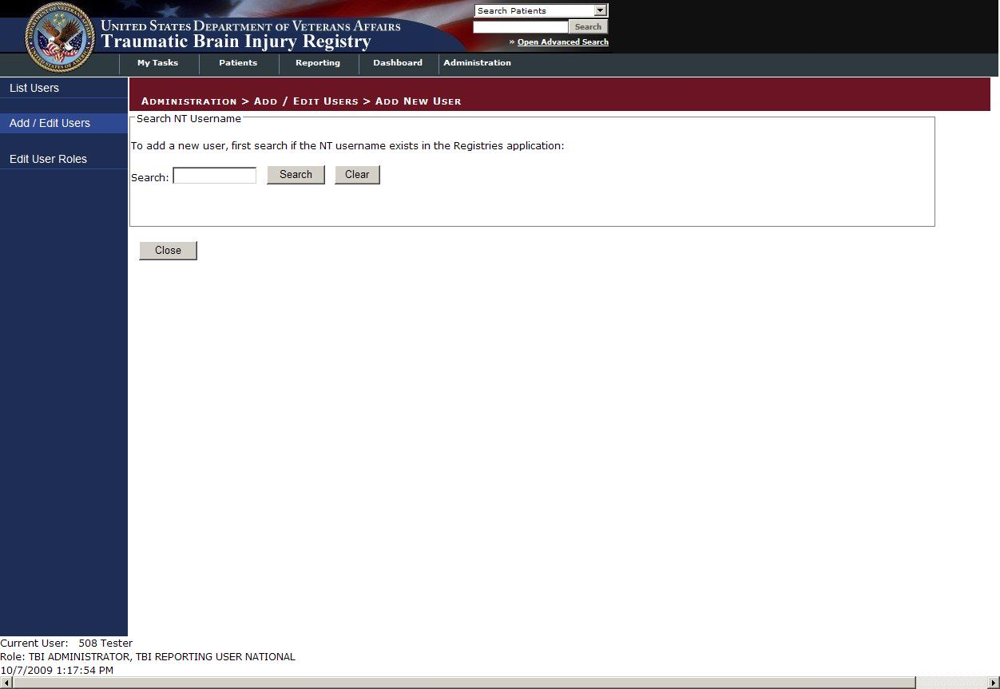 UNITED STATES DEPARTMENT OF VETERANS AFFAIRS
Traumatic Brain Injury Registry
Search Patients
Search
» Open Advanced Search
My Tasks Patients Reporting Dashboard Administration
List Users
Add / Edit Users
Edit User Roles
ADMINISTRATION > ADD / EDIT USERS > ADD NEW USER
Search NT Username
To add a new user, first search if the NT username exists in the Registries application:
Search: Search Clear
Close
Current User: 508 Tester
Role: TBI ADMINISTRATOR, TBI REPORTING USER NATIONAL
10/7/2009 1:17:54 PM